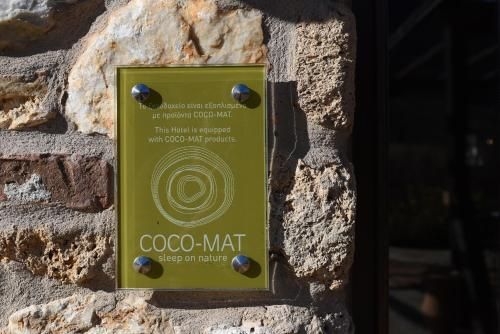 Το ξενοδοχείο είναι εξοπλισμένο
με προϊόντα COCO-MAT.
This Hotel is equipped
with COCO-MAT products.
COCO-MAT
sleep on nature